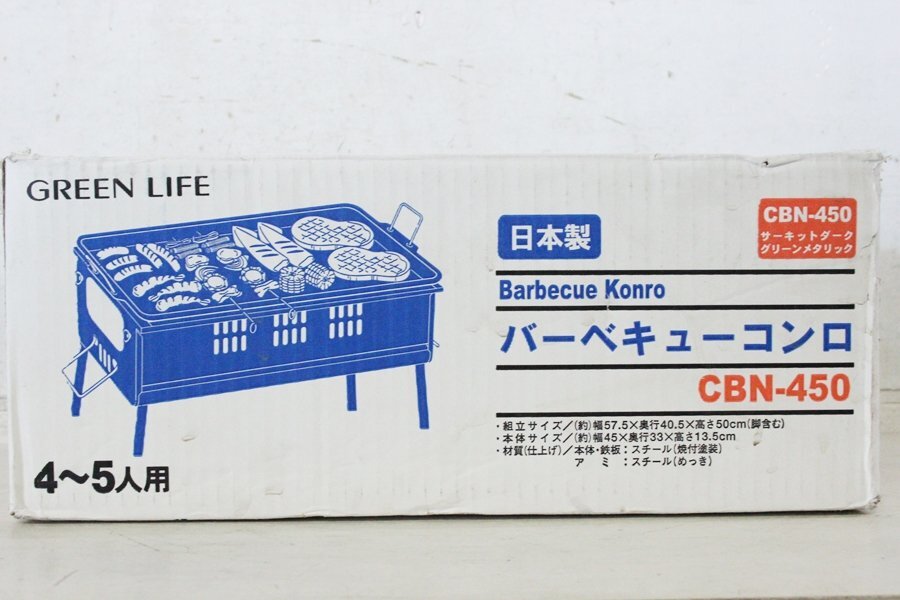 GREEN LIFE
4～5人用
日本製
CBN-450
サーキットダーク
グリーンメタリック
Barbecue Konro
バーベキューコンロ
CBN-450
・組立サイズ／(約)幅57.5×奥行40.5×高さ50cm(脚含む)
・本体サイズ／(約)幅45×奥行33×高さ13.5cm
・材質(仕上げ)／本体・鉄板：スチール(焼付塗装)
アミ：スチール(めっき)